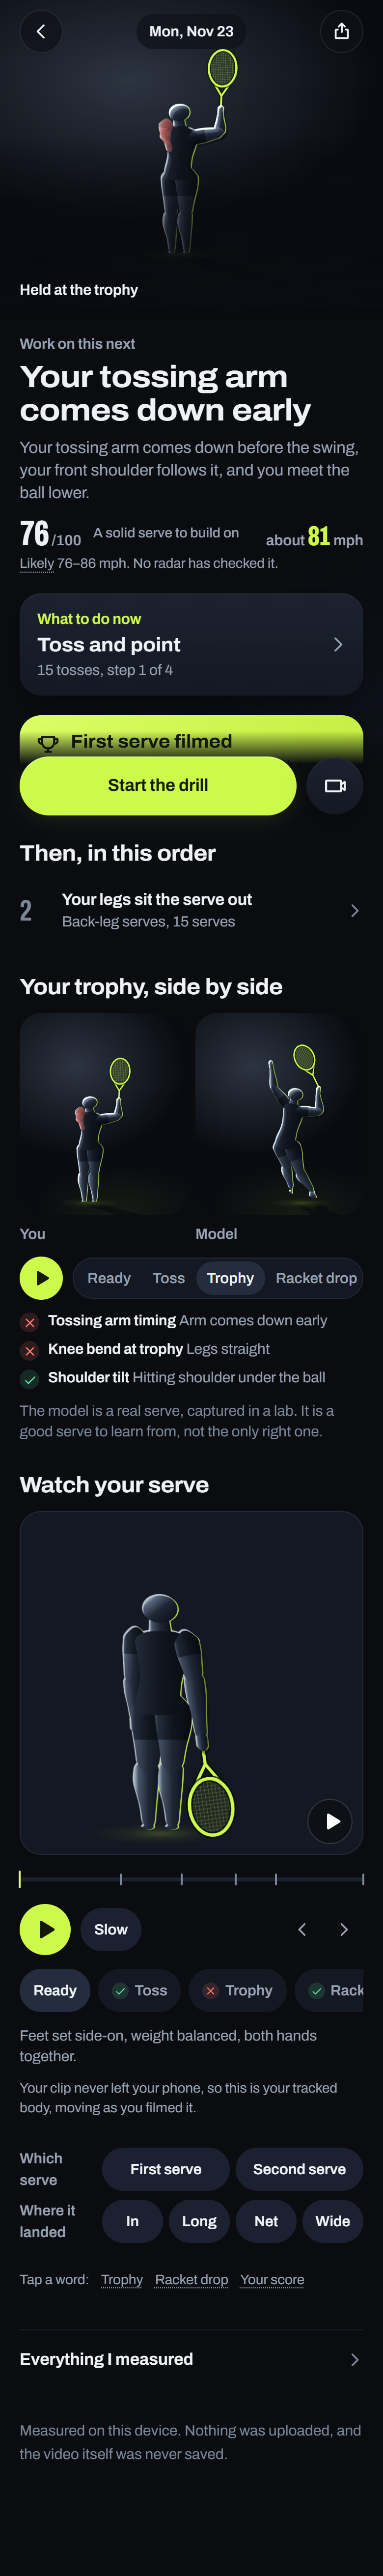 Mon, Nov 23
Held at the trophy
Work on this next
Your tossing arm
comes down early
Your tossing arm comes down before the swing,
your front shoulder follows it, and you meet the
ball lower.
76 /100 A solid serve to build on about 81 mph
Likely 76–86 mph. No radar has checked it.
What to do now
Toss and point
15 tosses, step 1 of 4
First serve filmed
Start the drill
Then, in this order
2 Your legs sit the serve out
Back-leg serves, 15 serves
Your trophy, side by side
You Model
Ready Toss Trophy Racket drop
Tossing arm timing Arm comes down early
Knee bend at trophy Legs straight
Shoulder tilt Hitting shoulder under the ball
The model is a real serve, captured in a lab. It is a
good serve to learn from, not the only right one.
Watch your serve
Slow
Ready Toss Trophy Rack
Feet set side-on, weight balanced, both hands
together.
Your clip never left your phone, so this is your tracked
body, moving as you filmed it.
Which
serve
First serve Second serve
Where it
landed
In Long Net Wide
Tap a word: Trophy Racket drop Your score
Everything I measured
Measured on this device. Nothing was uploaded, and
the video itself was never saved.